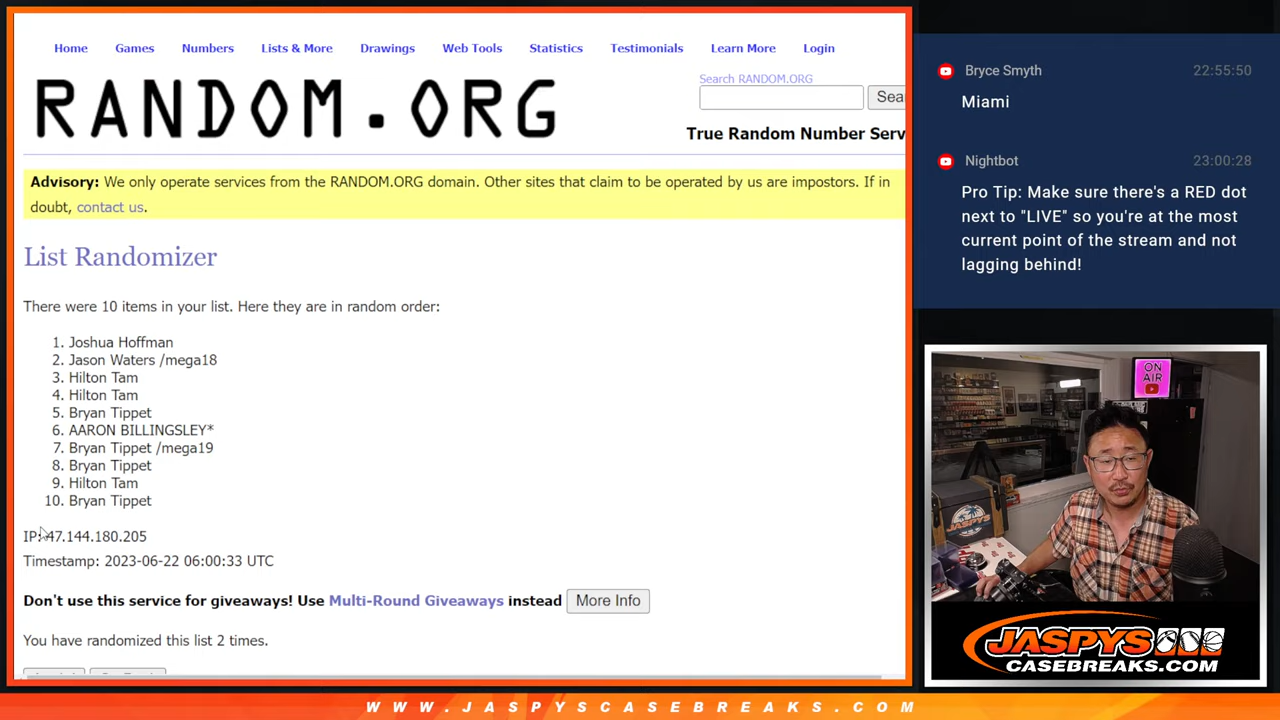 Home Games Numbers Lists & More Drawings Web Tools Statistics Testimonials Learn More Login
RANDOM.ORG
Search RANDOM.ORG
Sea
True Random Number Serv
Advisory: We only operate services from the RANDOM.ORG domain. Other sites that claim to be operated by us are impostors. If in
doubt, contact us.
List Randomizer
There were 10 items in your list. Here they are in random order:
1. Joshua Hoffman
2. Jason Waters /mega18
3. Hilton Tam
4. Hilton Tam
5. Bryan Tippet
6. AARON BILLINGSLEY*
7. Bryan Tippet /mega19
8. Bryan Tippet
9. Hilton Tam
10. Bryan Tippet
IP: 47.144.180.205
Timestamp: 2023-06-22 06:00:33 UTC
Don't use this service for giveaways! Use Multi-Round Giveaways instead More Info
You have randomized this list 2 times.
Bryce Smyth 22:55:50
Miami
Nightbot 23:00:28
Pro Tip: Make sure there's a RED dot
next to "LIVE" so you're at the most
current point of the stream and not
lagging behind!
ON
AIR
JASPYS
CASEBREAKS.COM
WWW.JASPYSCASEBREAKS.COM